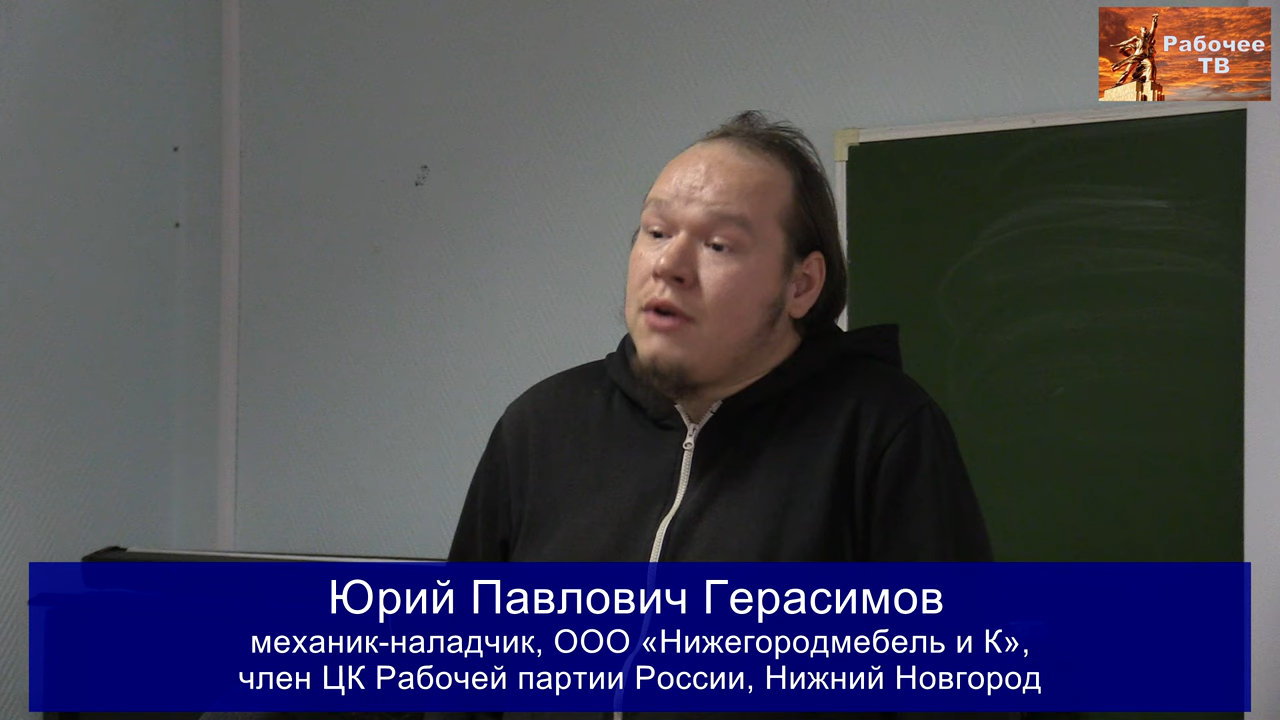 Рабочее
ТВ
Юрий Павлович Герасимов
механик-наладчик, ООО «Нижегородмебель и К»,
член ЦК Рабочей партии России, Нижний Новгород